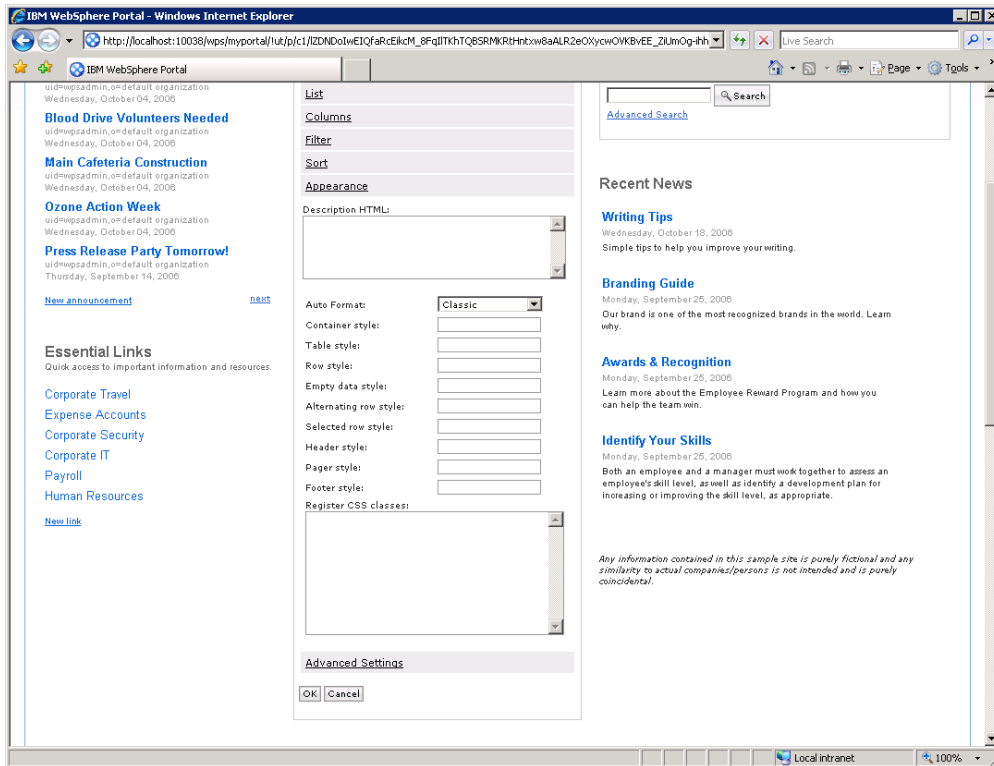 IBM WebSphere Portal - Windows Internet Explorer
Live Search
IBM WebSphere Portal
Page
Tools
uid=wpsadmin,o=default organization
Wednesday, October 04, 2006
Blood Drive Volunteers Needed
uid=wpsadmin,o=default organization
Wednesday, October 04, 2006
Main Cafeteria Construction
uid=wpsadmin,o=default organization
Wednesday, October 04, 2006
Ozone Action Week
uid=wpsadmin,o=default organization
Wednesday, October 04, 2006
Press Release Party Tomorrow!
uid=wpsadmin,o=default organization
Thursday, September 14, 2006
New announcement
next
Essential Links
Quick access to important information and resources.
Corporate Travel
Expense Accounts
Corporate Security
Corporate IT
Payroll
Human Resources
New link
List
Columns
Filter
Sort
Appearance
Description HTML:
Auto Format:
Classic
Container style:
Table style:
Row style:
Empty data style:
Alternating row style:
Selected row style:
Header style:
Pager style:
Footer style:
Register CSS classes:
Advanced Settings
OK
Cancel
Search
Advanced Search
Recent News
Writing Tips
Wednesday, October 18, 2006
Simple tips to help you improve your writing.
Branding Guide
Monday, September 25, 2006
Our brand is one of the most recognized brands in the world. Learn
why.
Awards & Recognition
Monday, September 25, 2006
Learn more about the Employee Reward Program and how you
can help the team win.
Identify Your Skills
Monday, September 25, 2006
Both an employee and a manager must work together to assess an
employee's skill level, as well as identify a development plan for
increasing or improving the skill level, as appropriate.
Any information contained in this sample site is purely fictional and any
similarity to actual companies/persons is not intended and is purely
coincidental.
Local intranet
100%